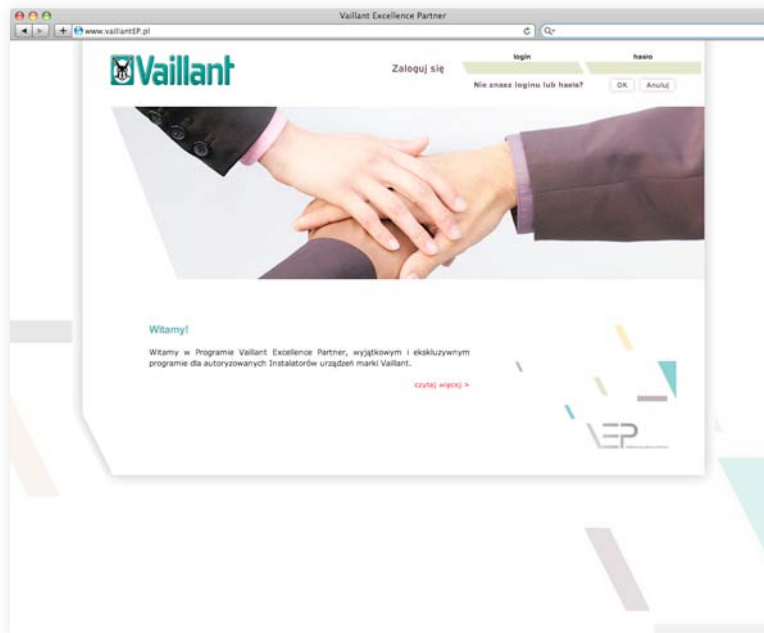 Vaillant Excellence Partner
www.vaillantEP.pl
Vaillant
Zaloguj się
login
hasło
Nie znasz loginu lub hasła?
OK
Anuluj
Witamy!
Witamy w Programie Vaillant Excellence Partner, wyjątkowym i ekskluzywnym
programie dla autoryzowanych Instalatorów urządzeń marki Vaillant.
czytaj więcej »
VEP